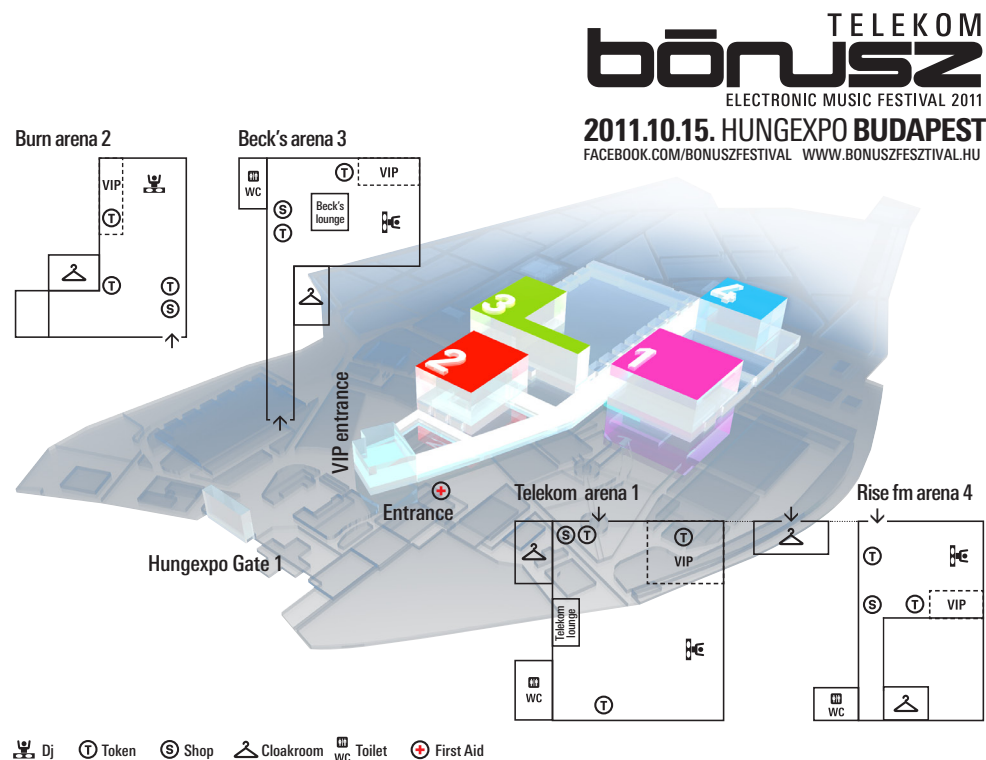 TELEKOM
bōnusz
ELECTRONIC MUSIC FESTIVAL 2011
2011.10.15. HUNGEXPO BUDAPEST
FACEBOOK.COM/BONUSZFESTIVAL WWW.BONUSZFESZTIVAL.HU
Burn arena 2
VIP
T
T
T
S
Beck's arena 3
WC
T
VIP
S
T
Beck's
lounge
3
4
2
1
VIP entrance
Entrance
Hungexpo Gate 1
Telekom arena 1
S T
T
VIP
Telekom
lounge
WC
T
Rise fm arena 4
T
S
T
VIP
WC
Dj
T Token
S Shop
Cloakroom
WC Toilet
First Aid